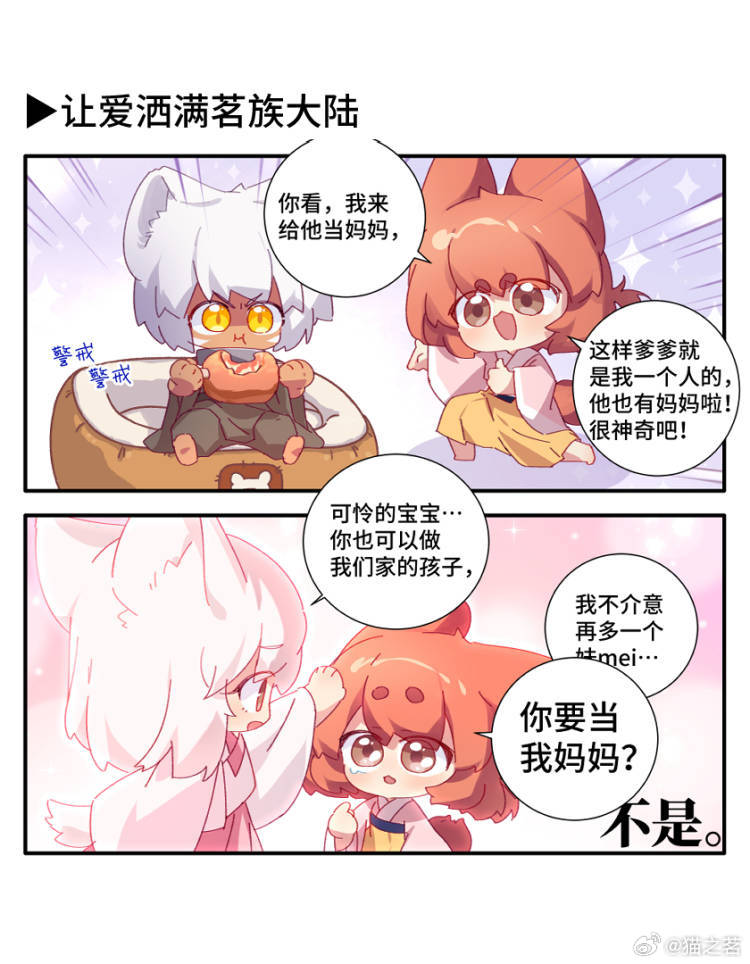 ▶让爱洒满茗族大陆
你看，我来
给他当妈妈，
警戒
警戒
这样爹爹就
是我一个人的，
他也有妈妈啦！
很神奇吧！
可怜的宝宝…
你也可以做
我们家的孩子，
我不介意
再多一个
妹mei…
你要当
我妈妈？
不是。
@猫之茗